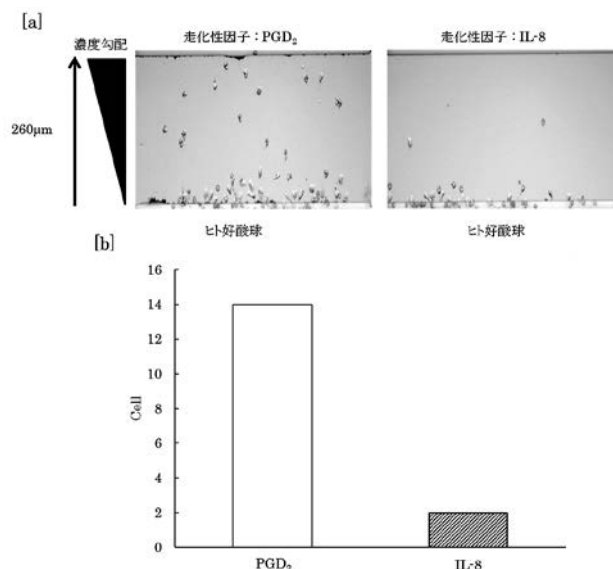 [a]
濃度勾配
走化性因子：PGD₂
走化性因子：IL-8
260μm
ヒト好酸球
ヒト好酸球
[b]
16
14
12
10
8
6
4
2
0
Cell
PGD₂
IL-8